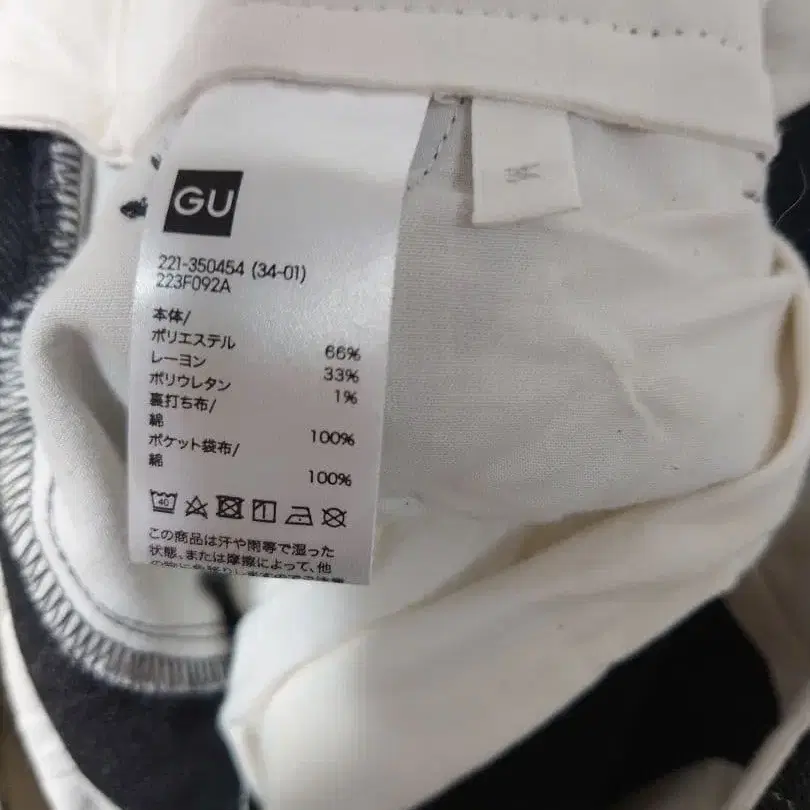 GU
221-350454 (34-01)
223F092A
本体/
ポリエステル 66%
レーヨン 33%
ポリウレタン 1%
裏打ち布/
綿 100%
ポケット袋布/
綿 100%
40
この商品は汗や雨等で湿った
状態、または摩擦によって、他